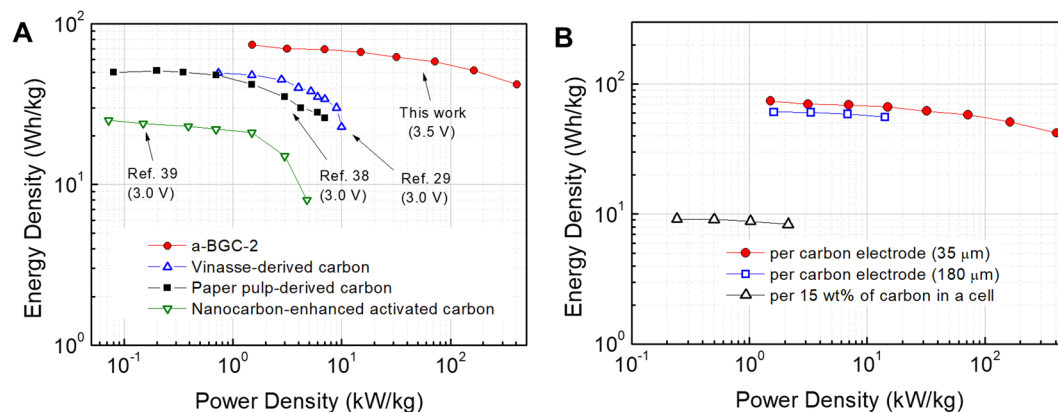 A
Energy Density (Wh/kg)
10²
10¹
10⁰
This work
(3.5 V)
Ref. 39
(3.0 V)
Ref. 38
(3.0 V)
Ref. 29
(3.0 V)
a-BGC-2
Vinasse-derived carbon
Paper pulp-derived carbon
Nanocarbon-enhanced activated carbon
10⁻¹ 10⁰ 10¹ 10²
Power Density (kW/kg)
B
Energy Density (Wh/kg)
10²
10¹
10⁰
per carbon electrode (35 μm)
per carbon electrode (180 μm)
per 15 wt% of carbon in a cell
10⁻¹ 10⁰ 10¹ 10²
Power Density (kW/kg)